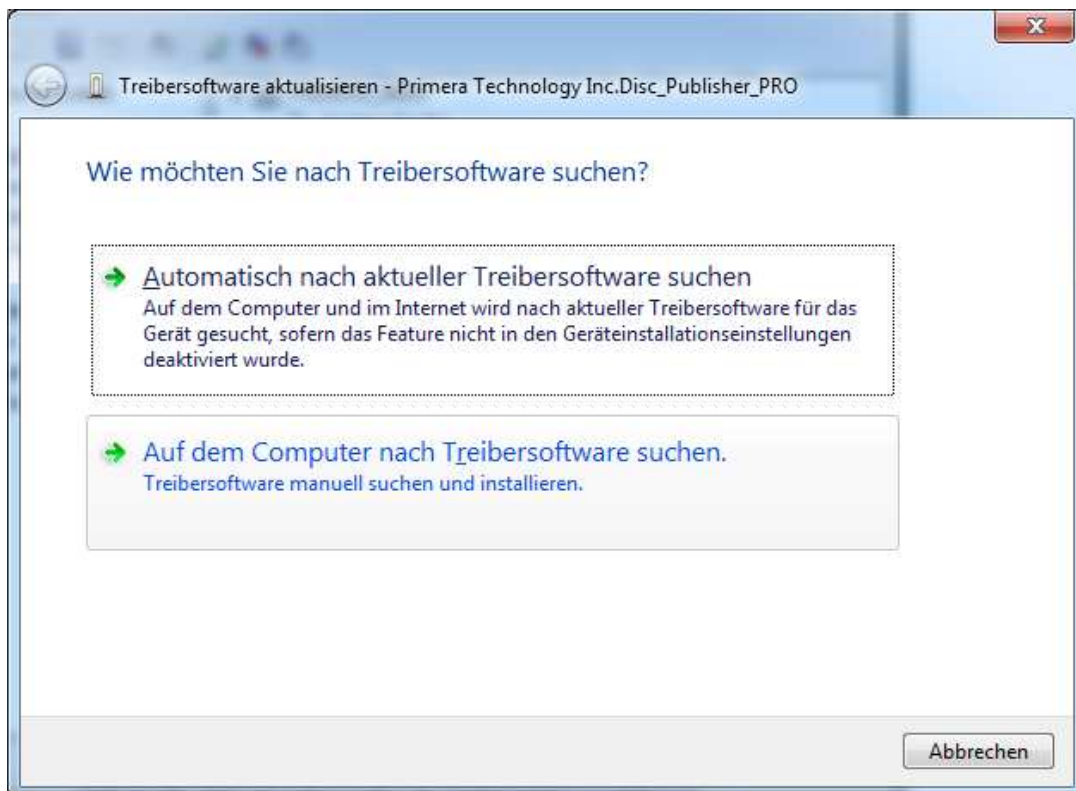 Treibersoftware aktualisieren - Primera Technology Inc.Disc_Publisher_PRO
Wie möchten Sie nach Treibersoftware suchen?
Automatisch nach aktueller Treibersoftware suchen
Auf dem Computer und im Internet wird nach aktueller Treibersoftware für das
Gerät gesucht, sofern das Feature nicht in den Geräteinstallationseinstellungen
deaktiviert wurde.
Auf dem Computer nach Treibersoftware suchen.
Treibersoftware manuell suchen und installieren.
Abbrechen